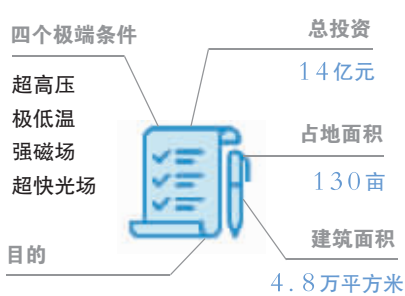 四个极端条件
超高压
极低温
强磁场
超快光场
目的
总投资
14亿元
占地面积
130亩
建筑面积
4.8万平方米